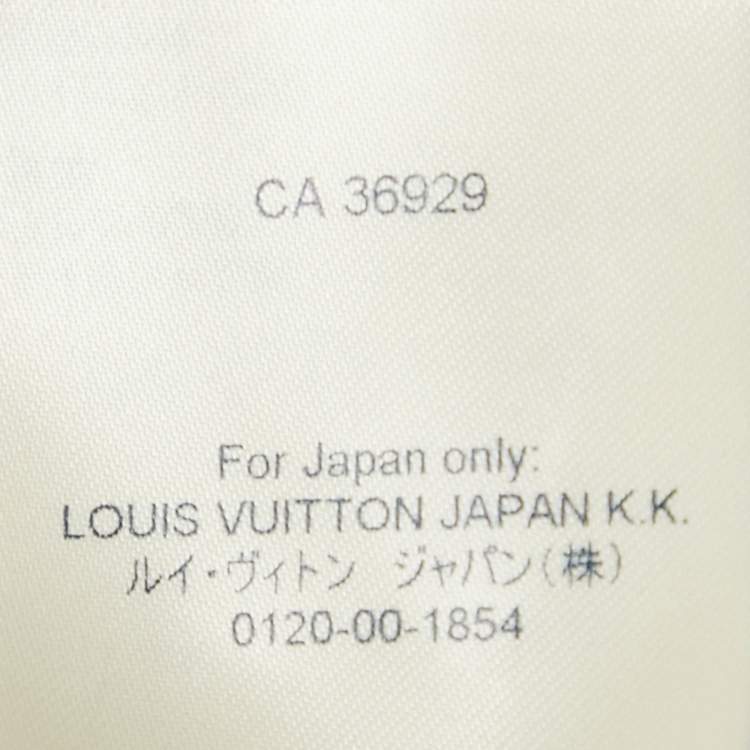 CA 36929
For Japan only:
LOUIS VUITTON JAPAN K.K.
ルイ・ヴィトン ジャパン(株)
0120-00-1854